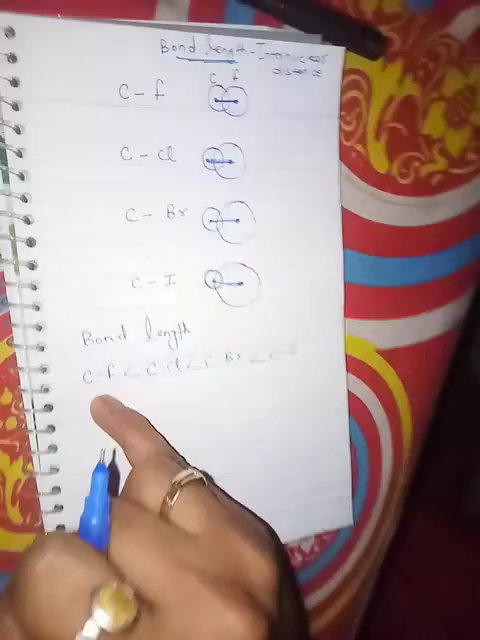 Bond length - Internuclear
distance
C f
C - f
C - Cl
C - Br
C - I
Bond length
C-f < C Cl < C Br < C